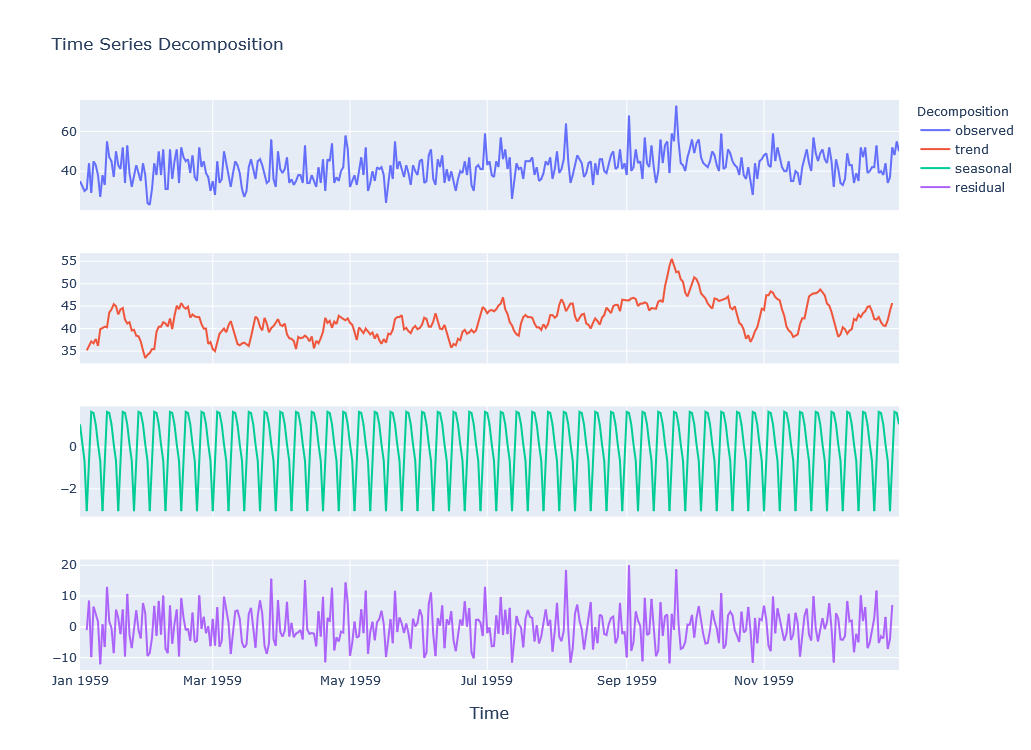 Time Series Decomposition
Decomposition
observed
trend
seasonal
residual
60
40
55
50
45
40
35
0
−2
20
10
0
−10
Jan 1959 Mar 1959 May 1959 Jul 1959 Sep 1959 Nov 1959
Time